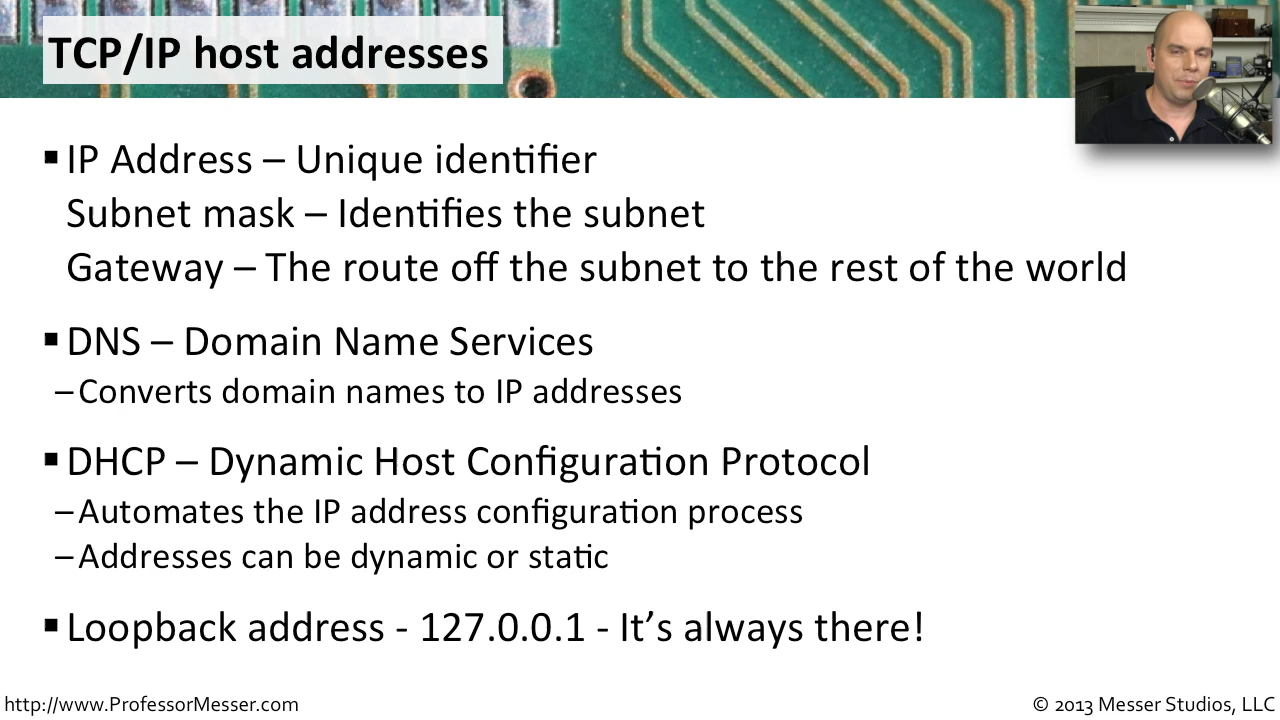 TCP/IP host addresses
▪ IP Address – Unique identifier
Subnet mask – Identifies the subnet
Gateway – The route off the subnet to the rest of the world
▪ DNS – Domain Name Services
– Converts domain names to IP addresses
▪ DHCP – Dynamic Host Configuration Protocol
– Automates the IP address configuration process
– Addresses can be dynamic or static
▪ Loopback address - 127.0.0.1 - It’s always there!
http://www.ProfessorMesser.com
© 2013 Messer Studios, LLC